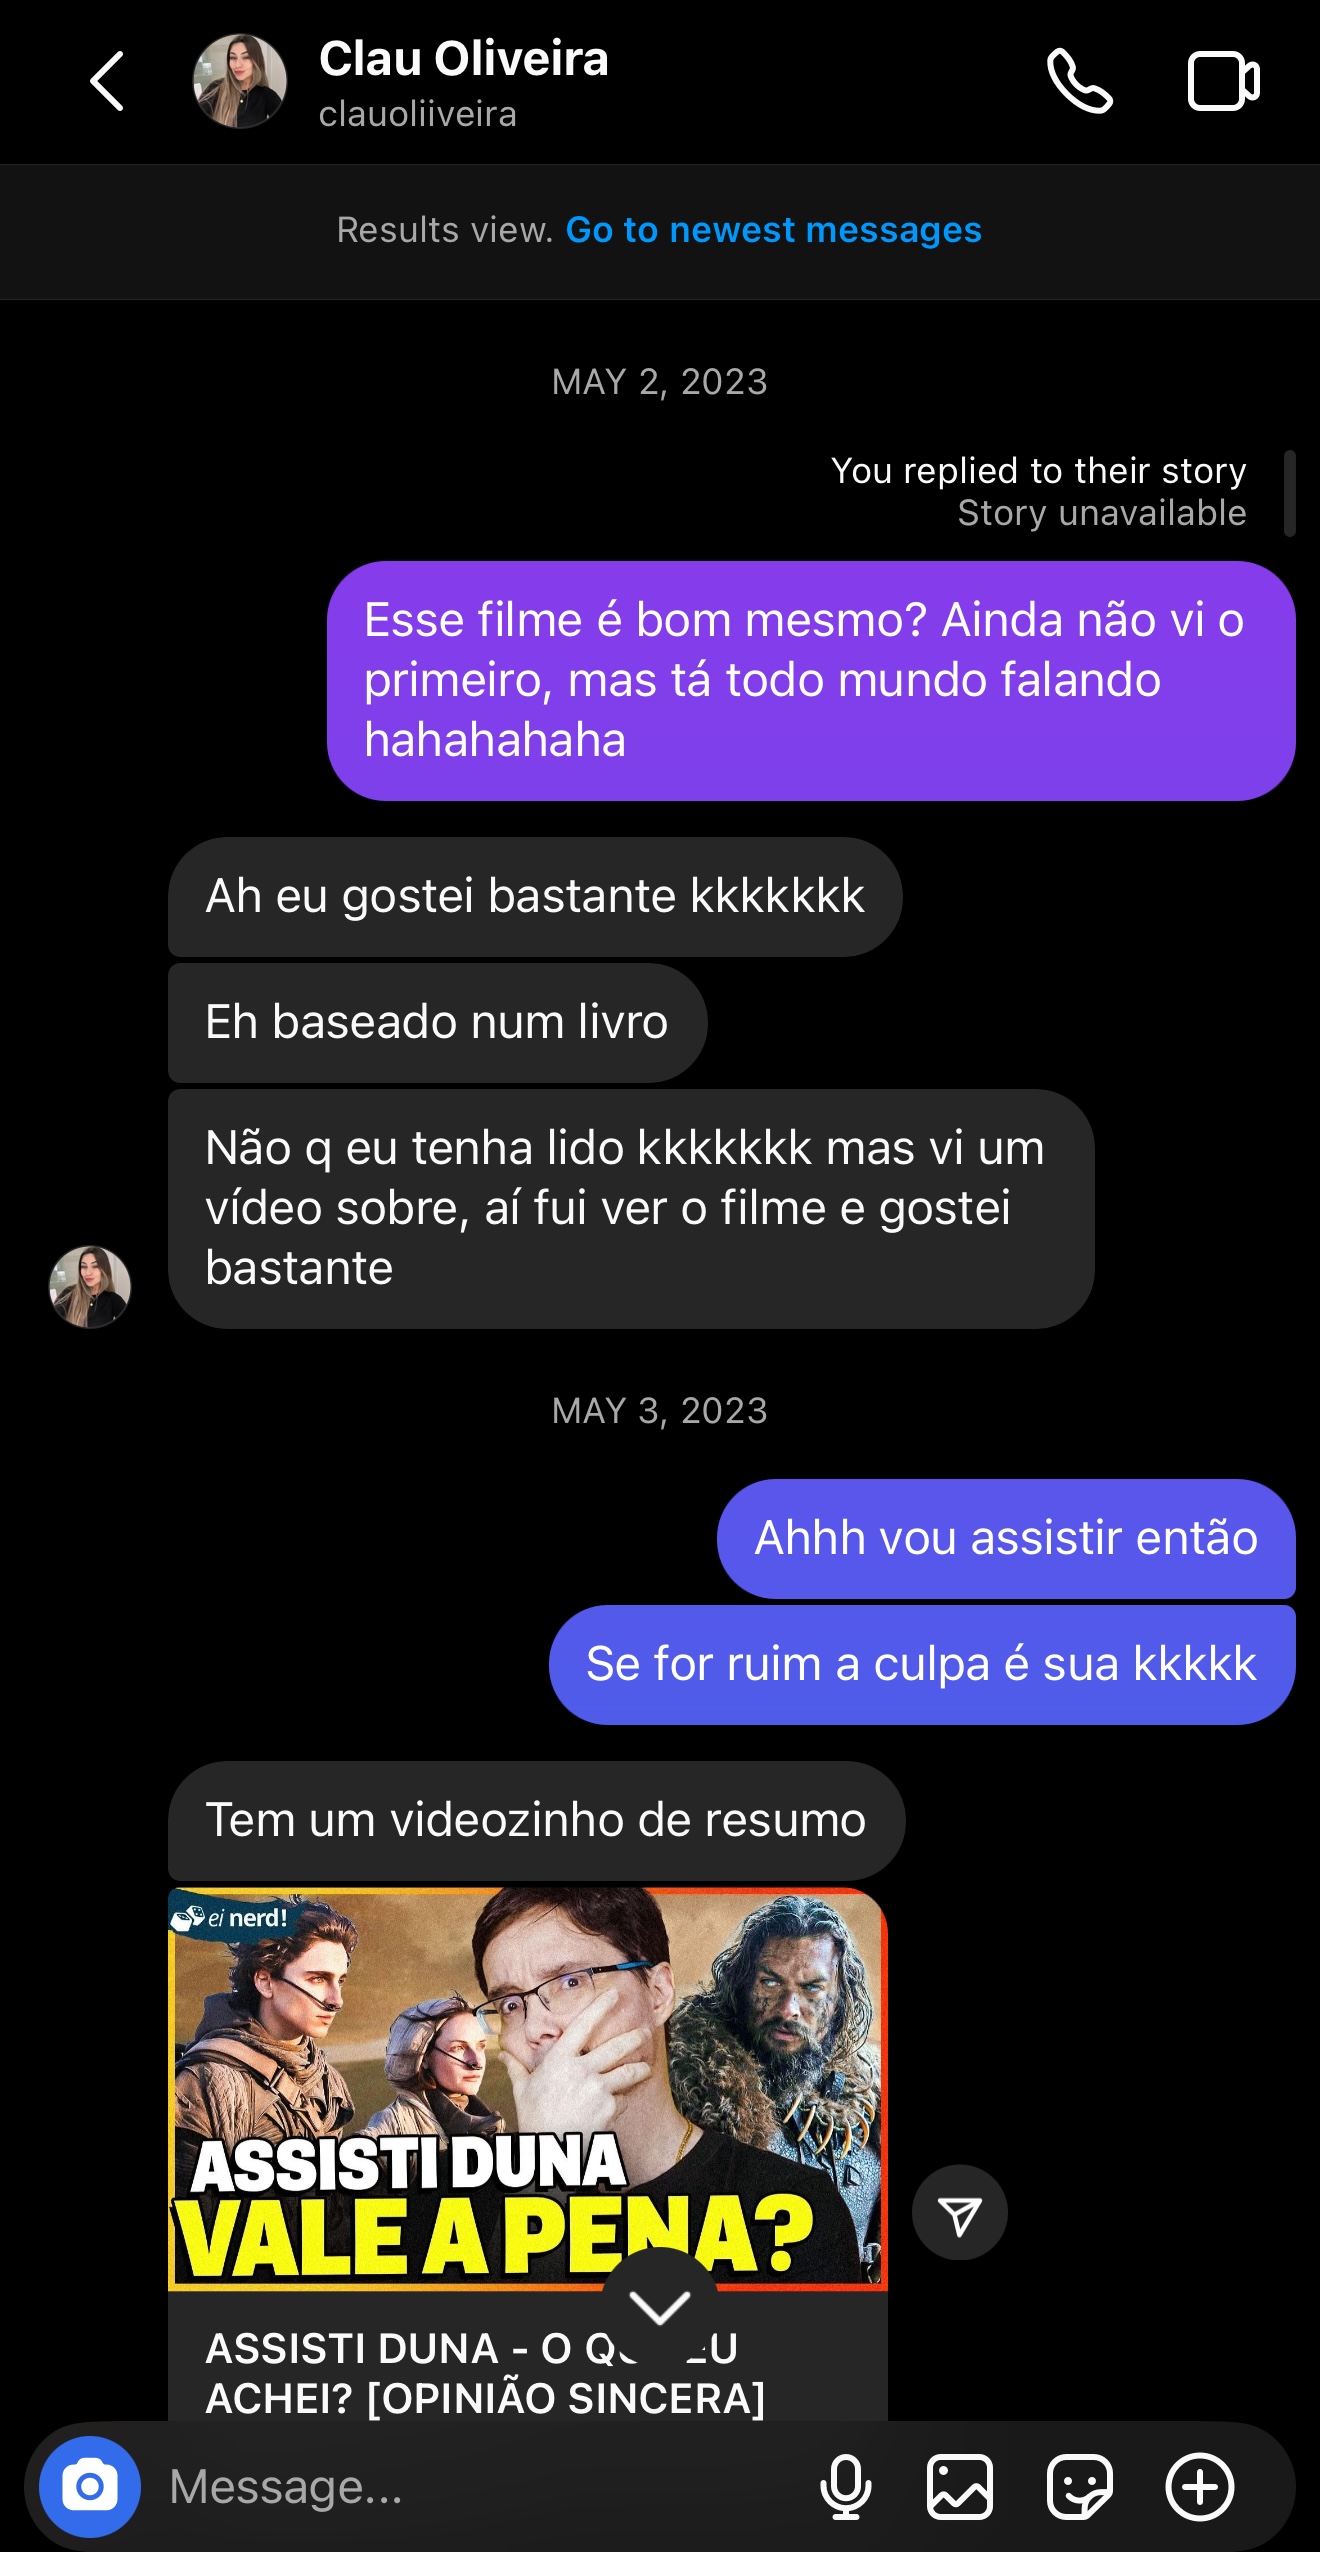 Clau Oliveira
clauoliiveira
Results view. Go to newest messages
MAY 2, 2023
You replied to their story
Story unavailable
Esse filme é bom mesmo? Ainda não vi o
primeiro, mas tá todo mundo falando
hahahahaha
Ah eu gostei bastante kkkkkkk
Eh baseado num livro
Não q eu tenha lido kkkkkkk mas vi um
vídeo sobre, aí fui ver o filme e gostei
bastante
MAY 3, 2023
Ahhh vou assistir então
Se for ruim a culpa é sua kkkkk
Tem um videozinho de resumo
ei nerd!
ASSISTI DUNA
VALE A PENA?
ASSISTI DUNA - O
ACHEI? [OPINIÃO SINCERA]
Message...